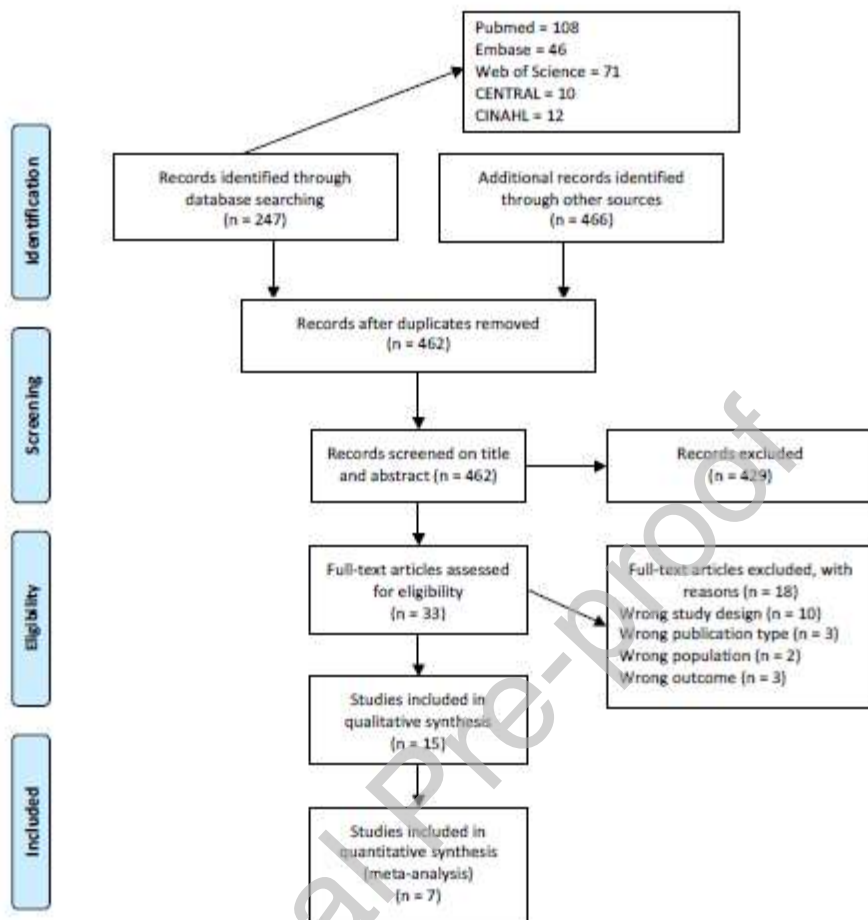 Pubmed = 108
Embase = 46
Web of Science = 71
CENTRAL = 10
CINAHL = 12
Identification
Records identified through
database searching
(n = 247)
Additional records identified
through other sources
(n = 466)
Records after duplicates removed
(n = 462)
Screening
Records screened on title
and abstract (n = 462)
Records excluded
(n = 429)
Eligibility
Full-text articles assessed
for eligibility
(n = 33)
Full-text articles excluded, with
reasons (n = 18)
Wrong study design (n = 10)
Wrong publication type (n = 3)
Wrong population (n = 2)
Wrong outcome (n = 3)
Studies included in
qualitative synthesis
(n = 15)
Included
Studies included in
quantitative synthesis
(meta-analysis)
(n = 7)
al Pre-proof